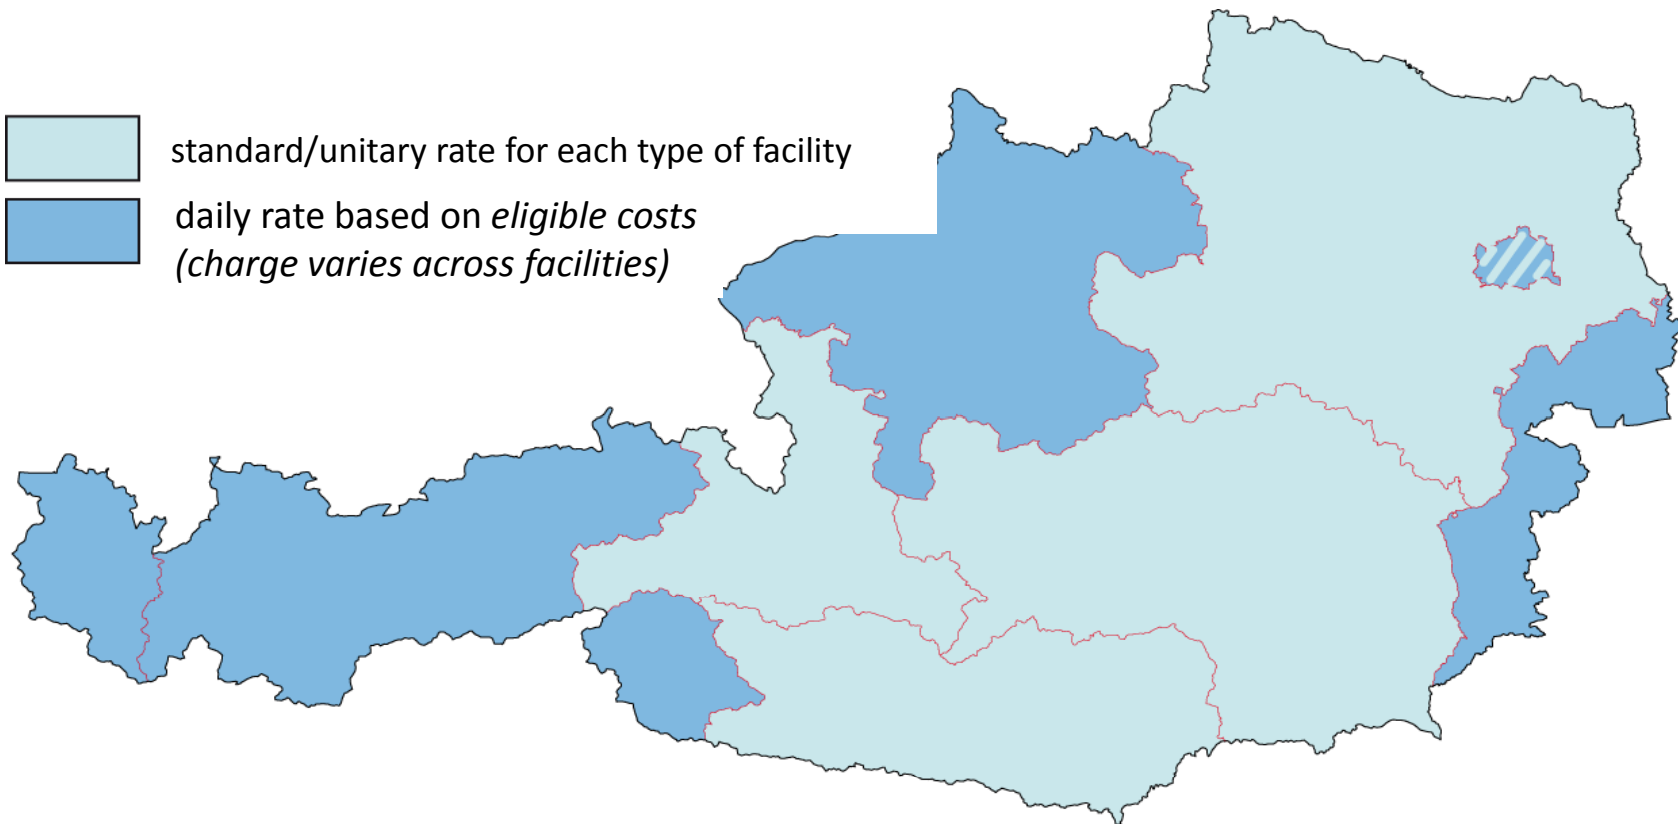 standard/unitary rate for each type of facility
daily rate based on eligible costs
(charge varies across facilities)